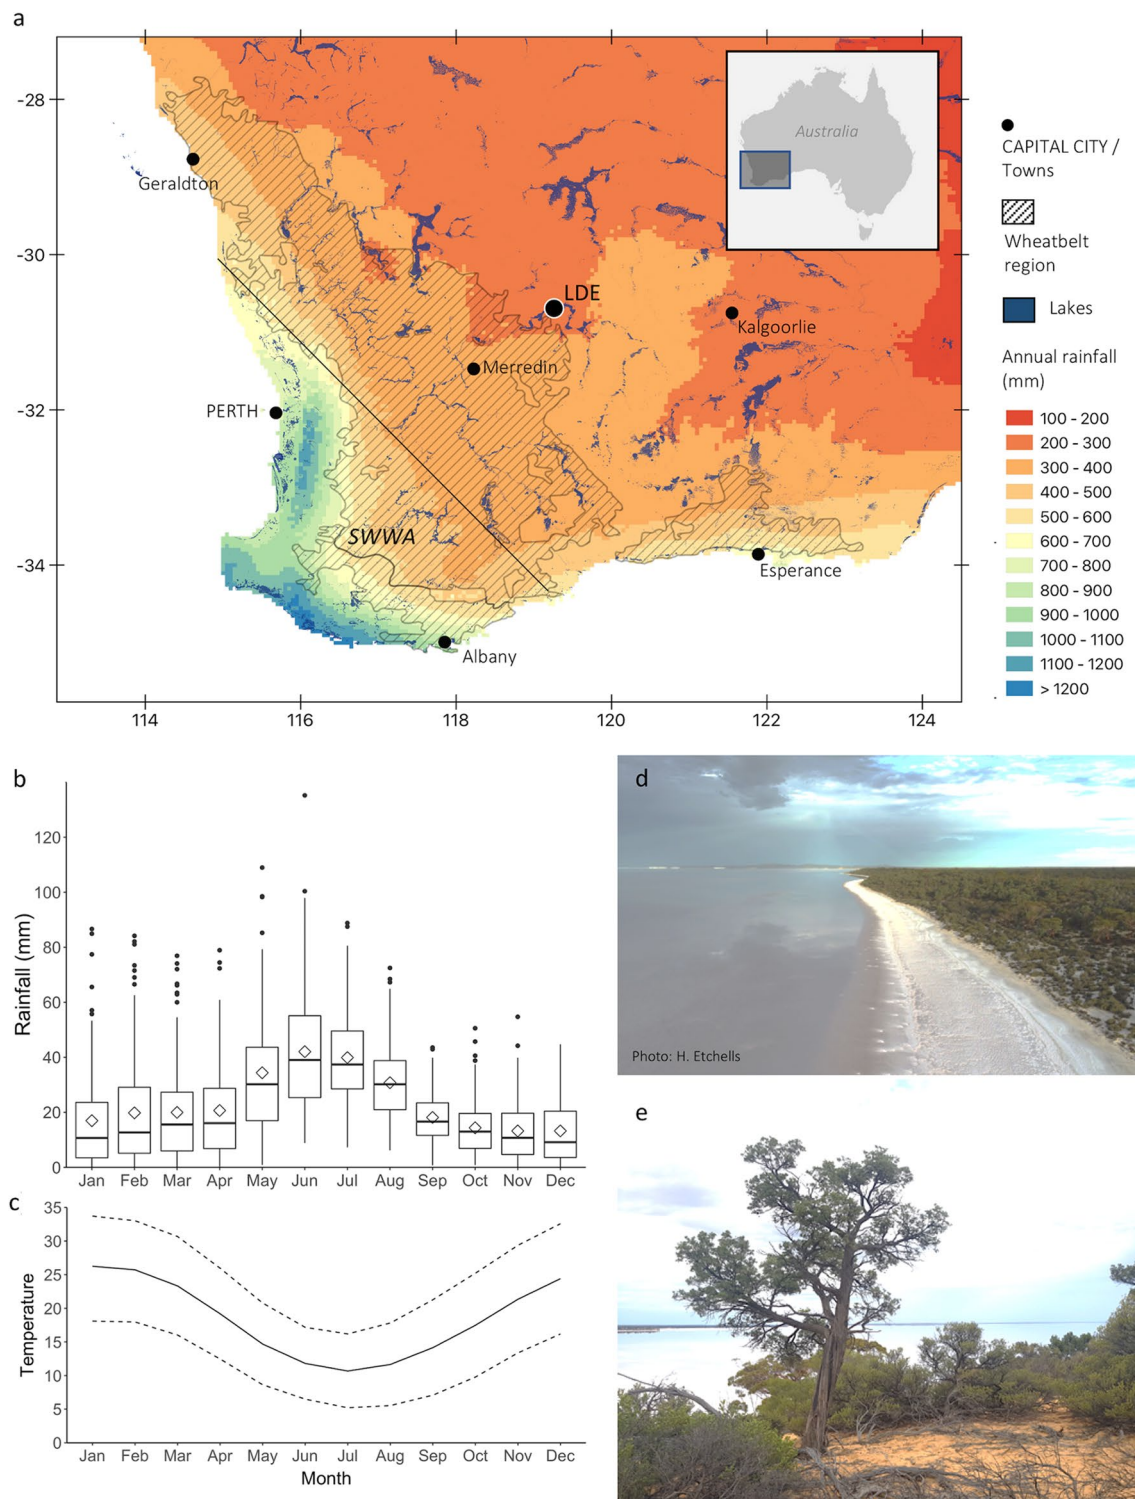 a
-28
-30
-32
-34
114
116
118
120
122
124
Geraldton
LDE
Kalgoorlie
Merredin
PERTH
SWWA
Esperance
Albany
Australia
CAPITAL CITY /
Towns
Wheatbelt
region
Lakes
Annual rainfall
(mm)
100 - 200
200 - 300
300 - 400
400 - 500
500 - 600
600 - 700
700 - 800
800 - 900
900 - 1000
1000 - 1100
1100 - 1200
> 1200
b
Rainfall (mm)
120
100
80
60
40
20
0
Jan Feb Mar Apr May Jun Jul Aug Sep Oct Nov Dec
c
Temperature
35
30
25
20
15
10
5
0
Jan Feb Mar Apr May Jun Jul Aug Sep Oct Nov Dec
Month
d
Photo: H. Etchells
e